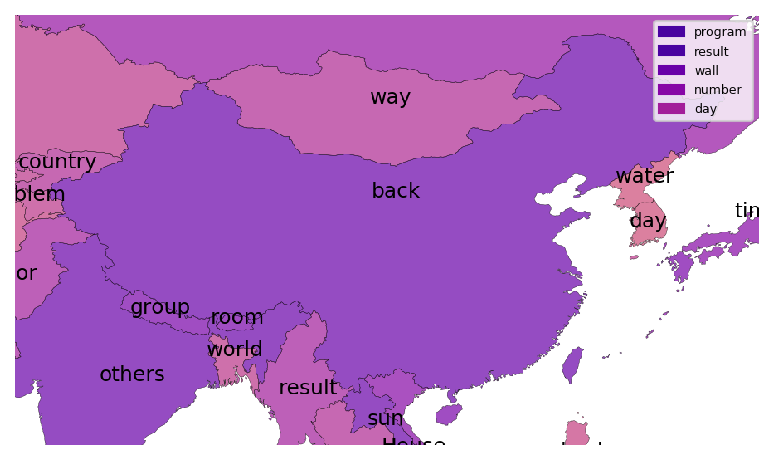 program
result
wall
number
day
way
country
blem
back
water
day
tin
or
group
room
world
others
result
sun
House